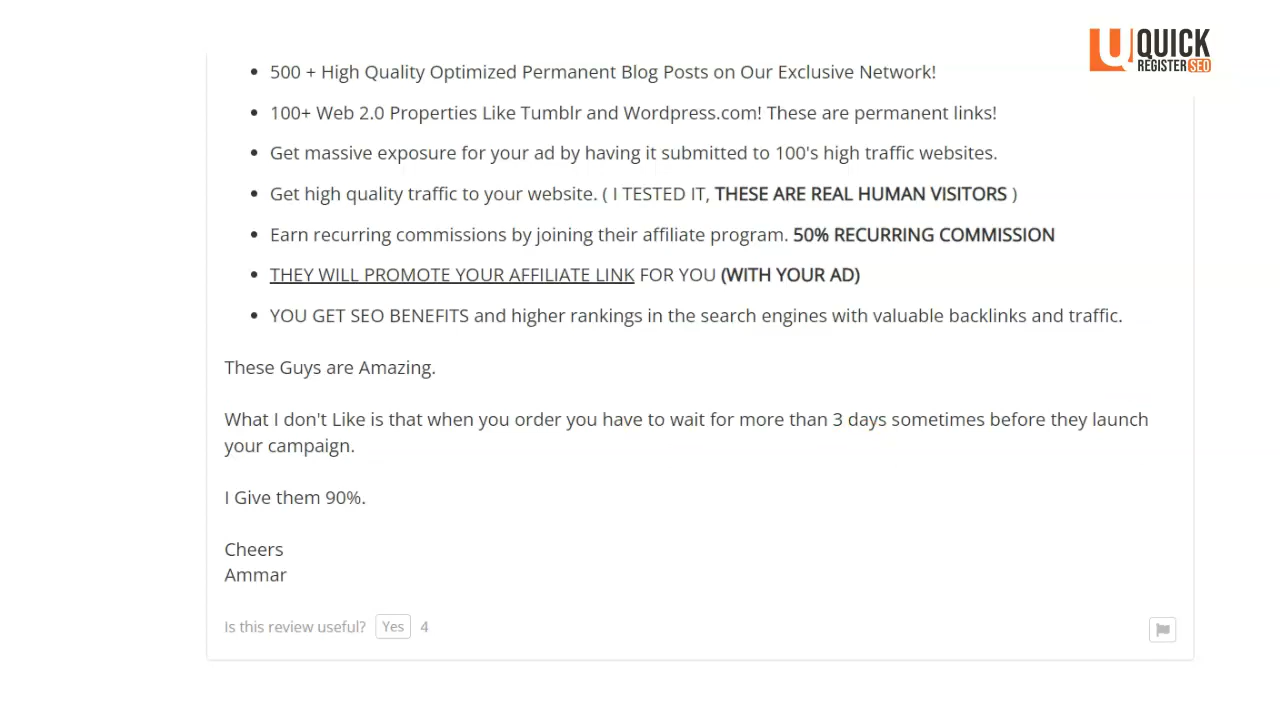 QUICK
REGISTER SEO
500 + High Quality Optimized Permanent Blog Posts on Our Exclusive Network!
100+ Web 2.0 Properties Like Tumblr and Wordpress.com! These are permanent links!
Get massive exposure for your ad by having it submitted to 100's high traffic websites.
Get high quality traffic to your website. ( I TESTED IT, THESE ARE REAL HUMAN VISITORS )
Earn recurring commissions by joining their affiliate program. 50% RECURRING COMMISSION
THEY WILL PROMOTE YOUR AFFILIATE LINK FOR YOU (WITH YOUR AD)
YOU GET SEO BENEFITS and higher rankings in the search engines with valuable backlinks and traffic.
These Guys are Amazing.
What I don't Like is that when you order you have to wait for more than 3 days sometimes before they launch
your campaign.
I Give them 90%.
Cheers
Ammar
Is this review useful? Yes 4